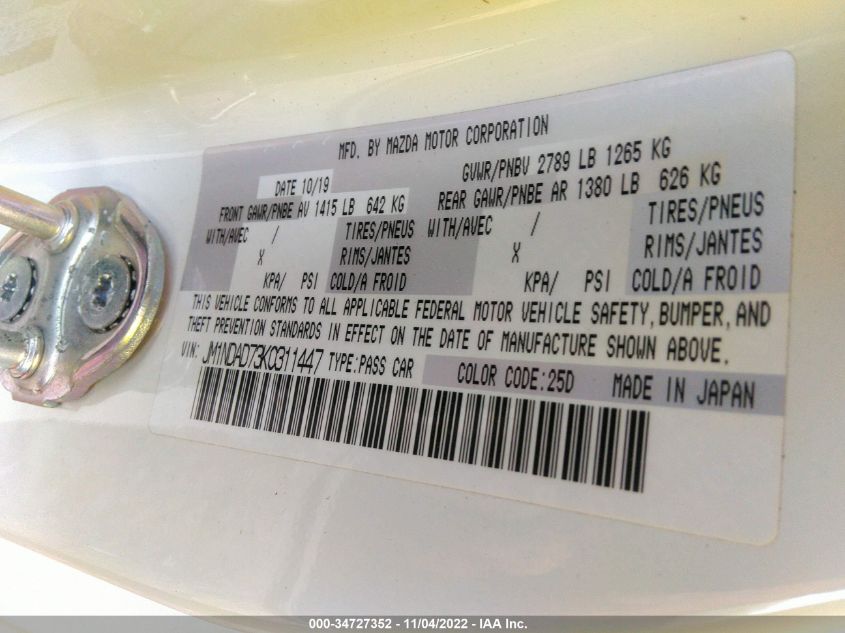 MFD. BY MAZDA MOTOR CORPORATION
DATE 10/19 GVWR/PNBV 2789 LB 1265 KG
FRONT GAWR/PNBE AV 1415 LB 642 KG REAR GAWR/PNBE AR 1380 LB 626 KG
WITH/AVEC / TIRES/PNEUS WITH/AVEC / TIRES/PNEUS
X RIMS/JANTES X RIMS/JANTES
KPA/ PSI COLD/A FROID KPA/ PSI COLD/A FROID
THIS VEHICLE CONFORMS TO ALL APPLICABLE FEDERAL MOTOR VEHICLE SAFETY, BUMPER, AND
THEFT PREVENTION STANDARDS IN EFFECT ON THE DATE OF MANUFACTURE SHOWN ABOVE.
VIN: JM1NDAD73K0311447 TYPE:PASS CAR COLOR CODE:25D MADE IN JAPAN
000-34727352 - 11/04/2022 - IAA Inc.